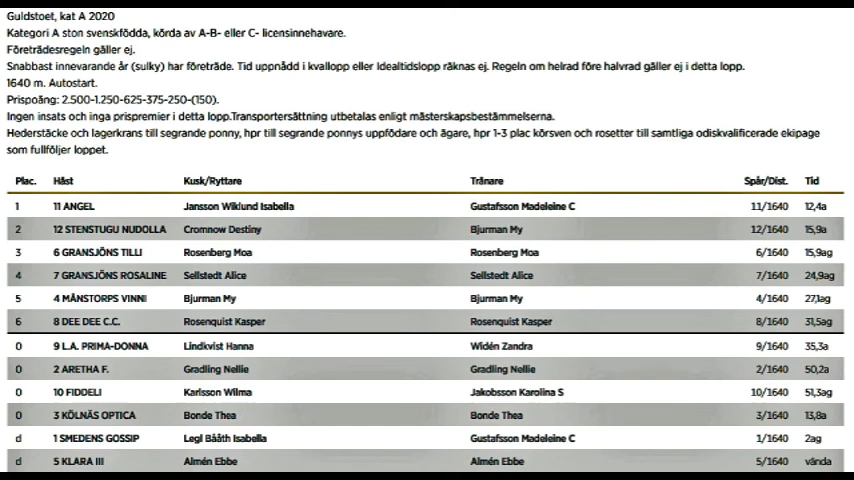 Guldstoet, kat A 2020
Kategori A ston svenskfödda, körda av A-B- eller C- licensinnehavare.
Företrädesregeln gäller ej.
Snabbast innevarande år (sulky) har företräde. Tid uppnådd i kvallopp eller Idealtidslopp räknas ej. Regeln om helrad före halvrad gäller ej i detta lopp.
1640 m. Autostart.
Prispoäng: 2.500-1.250-625-375-250-(150).
Ingen insats och inga prispremier i detta lopp.Transportersättning utbetalas enligt mästerskapsbestämmelserna.
Hederstäcke och lagerkrans till segrande ponny, hpr till segrande ponnys uppfödare och ägare, hpr 1-3 plac körsven och rosetter till samtliga odiskvalificerade ekipage
som fullföljer loppet.
Plac. Häst Kusk/Ryttare Tränare Spår/Dist. Tid
1 11 ANGEL Jansson Wiklund Isabella Gustafsson Madeleine C 11/1640 12,4a
2 12 STENSTUGU NUDOLLA Cromnow Destiny Bjurman My 12/1640 15,9a
3 6 GRANSJÖNS TILLI Rosenberg Moa Rosenberg Moa 6/1640 15,9ag
4 7 GRANSJÖNS ROSALINE Sellstedt Alice Sellstedt Alice 7/1640 24,9ag
5 4 MÅNSTORPS VINNI Bjurman My Bjurman My 4/1640 27,1ag
6 8 DEE DEE C.C. Rosenquist Kasper Rosenquist Kasper 8/1640 31,5ag
0 9 L.A. PRIMA-DONNA Lindkvist Hanna Widén Zandra 9/1640 35,3a
0 2 ARETHA F. Gradling Nellie Gradling Nellie 2/1640 50,2a
0 10 FIDDELI Karlsson Wilma Jakobsson Karolina S 10/1640 51,3ag
0 3 KÖLNÄS OPTICA Bonde Thea Bonde Thea 3/1640 13,8a
d 1 SMEDENS GOSSIP Legl Bååth Isabella Gustafsson Madeleine C 1/1640 2ag
d 5 KLARA III Almén Ebbe Almén Ebbe 5/1640 vända